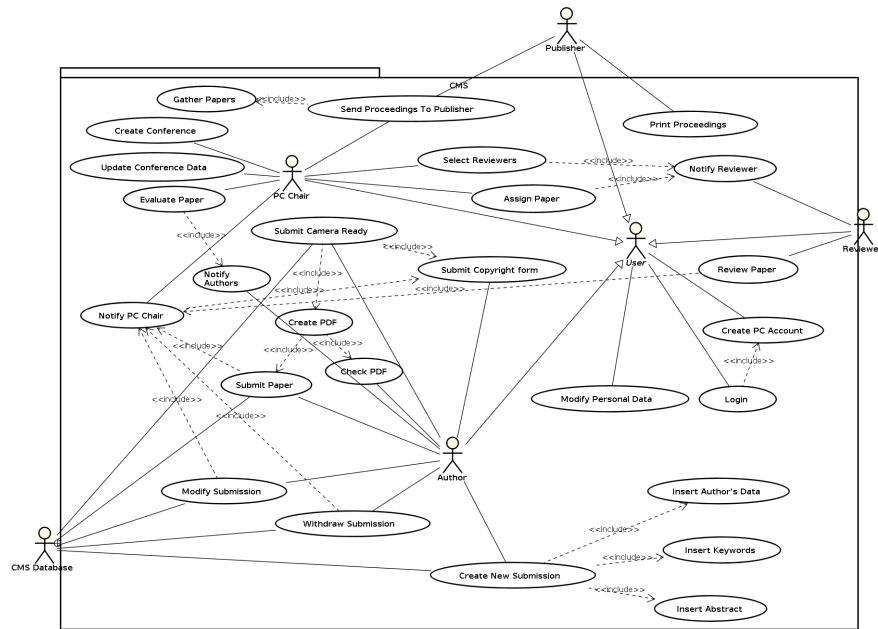 Publisher
CMS
Gather Papers
<<include>>
Send Proceedings To Publisher
Create Conference
Print Proceedings
Update Conference Data
PC Chair
Select Reviewers
<<include>>
Notify Reviewer
Evaluate Paper
Assign Paper
<<include>>
Submit Camera Ready
<<include>>
User
Reviewe
Notify
Authors
<<include>>
Submit Copyright form
Review Paper
<<include>>
<<include>>
Notify PC Chair
Create PDF
Create PC Account
<<include>>
<<include>>
Check PDF
<<include>>
Submit Paper
<<include>>
<<include>>
Modify Personal Data
Login
Author
Modify Submission
Insert Author's Data
Withdraw Submission
<<include>>
CMS Database
Create New Submission
<<include>>
Insert Keywords
<<include>>
Insert Abstract